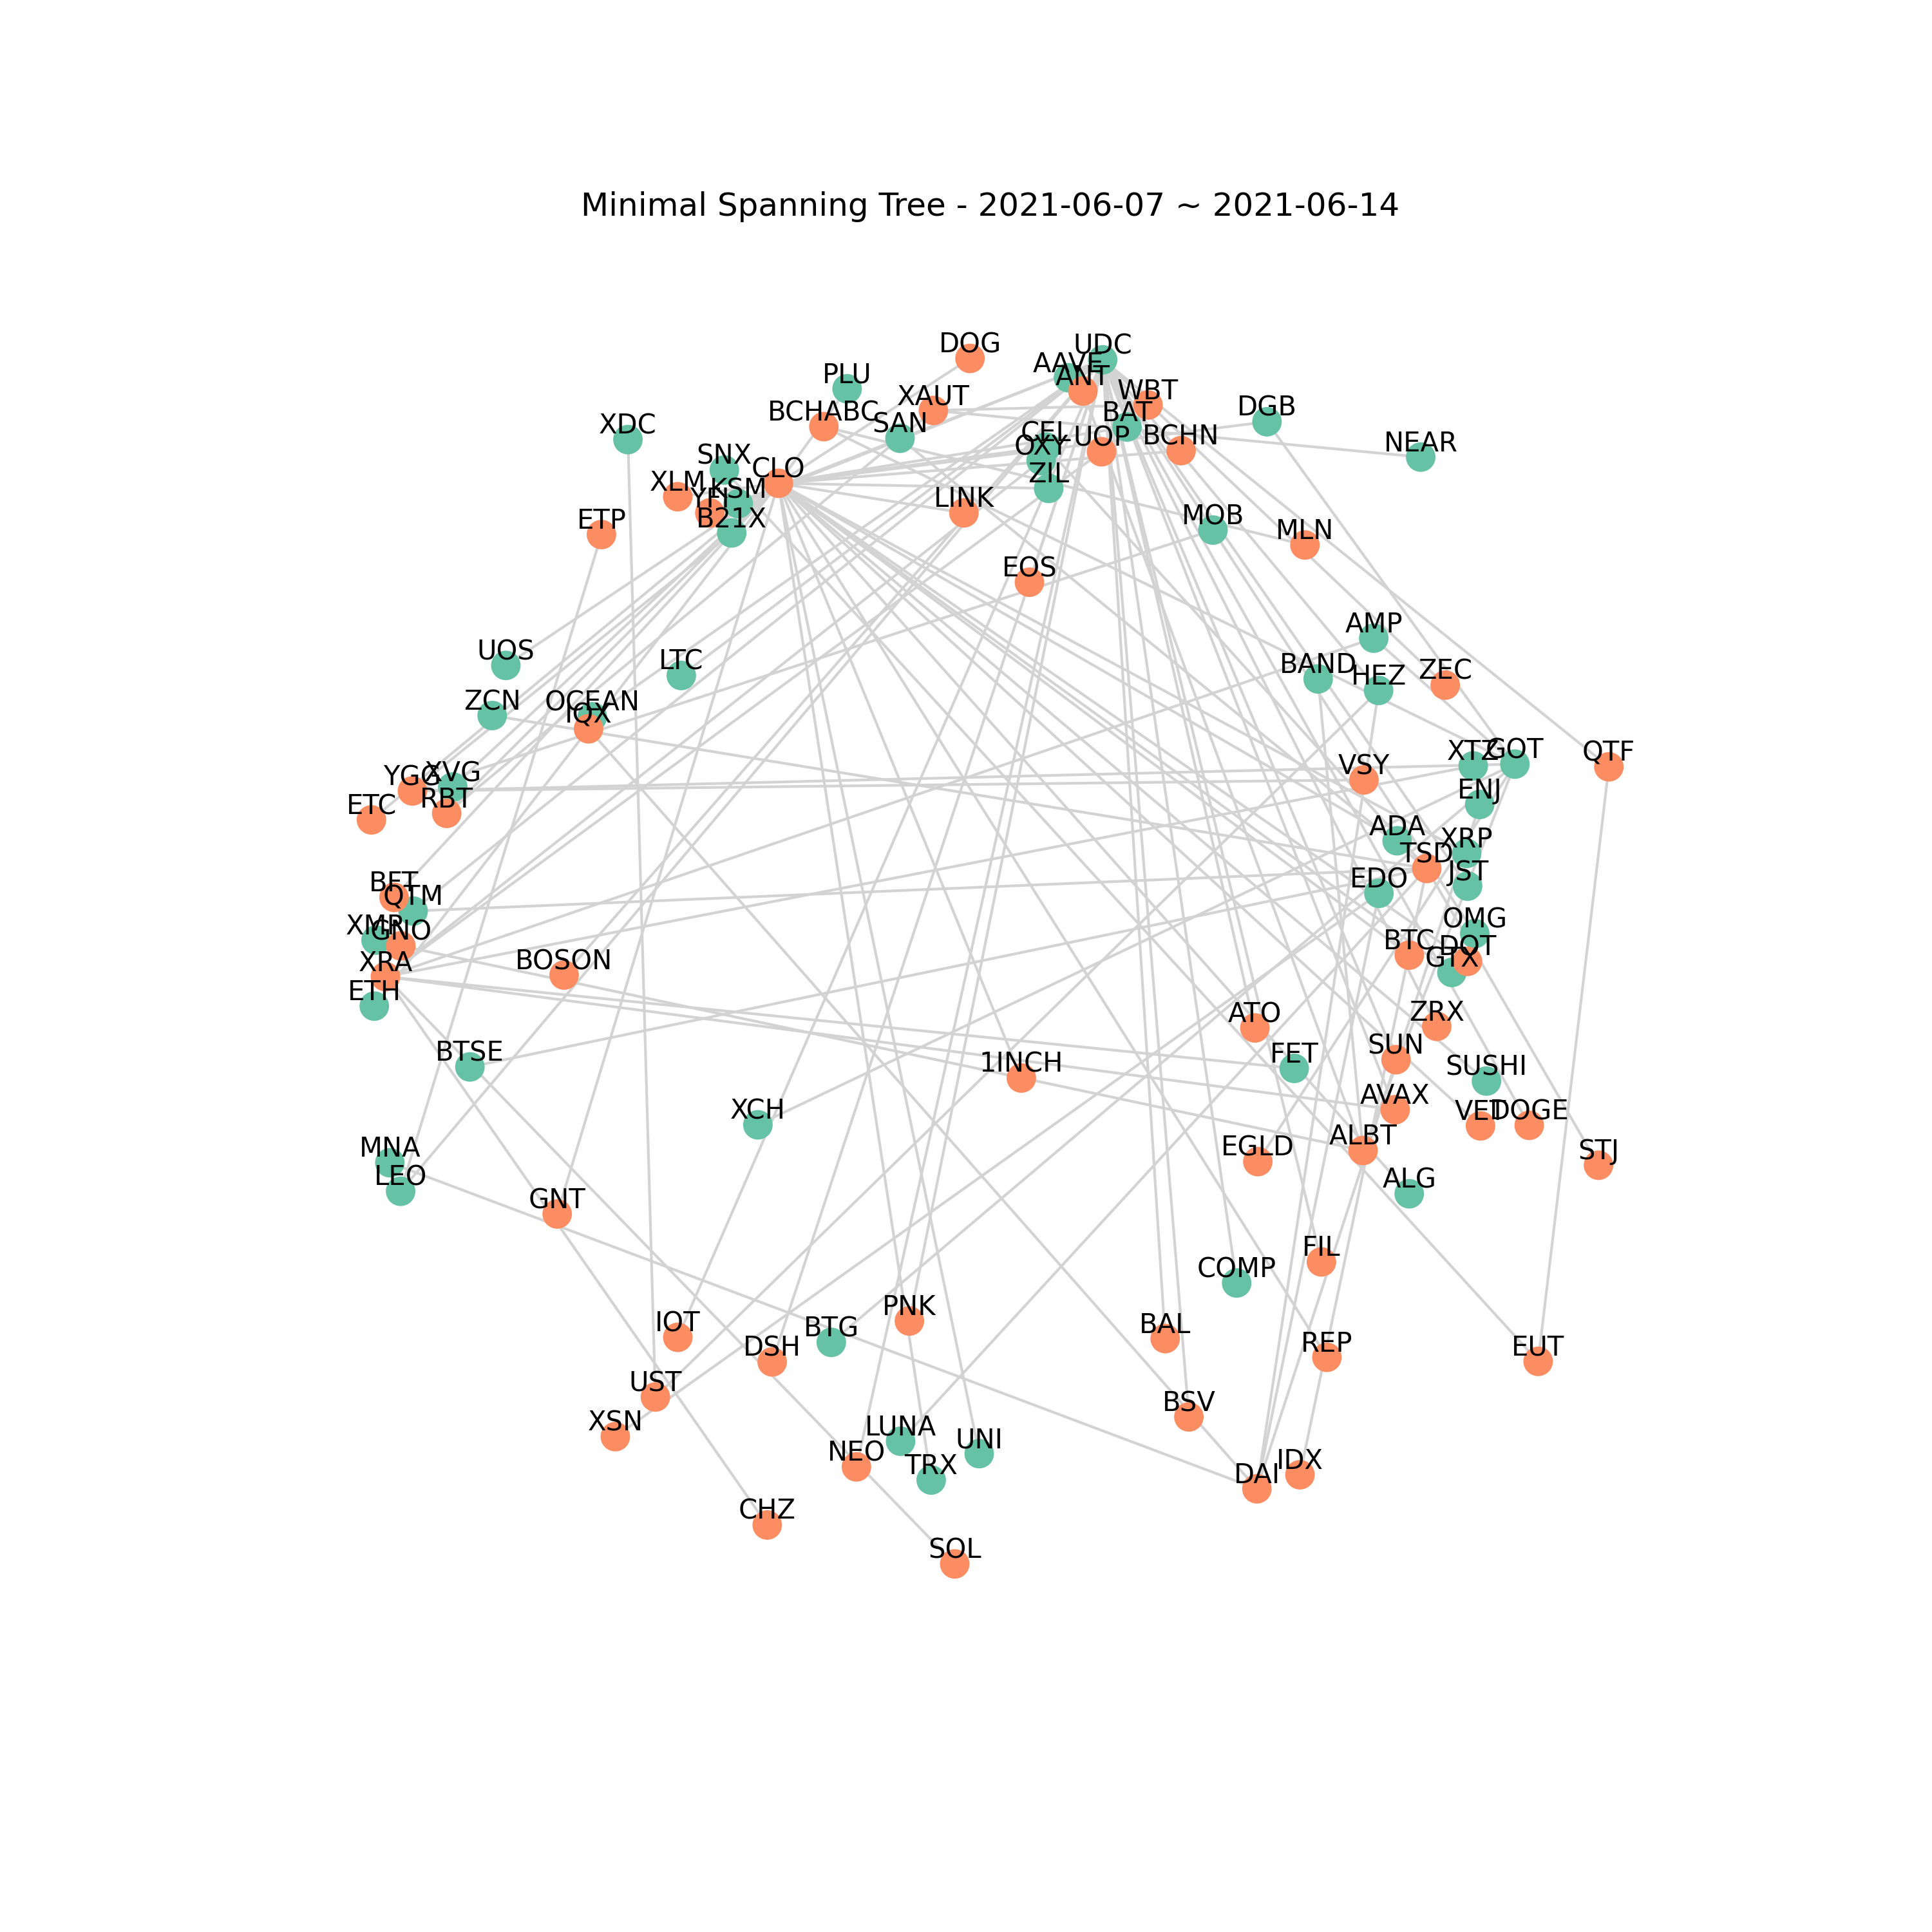 Minimal Spanning Tree - 2021-06-07 ~ 2021-06-14
DOG
UDC
AAVE
ANT
PLU
XAUT
WBT
BCHABC
SAN
BAT
DGB
XDC
CEL
UOP
BCHN
OXY
NEAR
SNX
CLO
XLM
KSM
YFI
ZIL
LINK
B21X
ETP
MOB
MLN
EOS
AMP
UOS
LTC
BAND
HEZ
ZEC
ZCN
OCEAN
IQX
XTZ
GOT
QTF
YGG
XVG
VSY
ETC
RBT
ENJ
ADA
XRP
TSD
JST
BFT
QTM
EDO
XMR
GNO
OMG
BTC
DOT
GTX
XRA
BOSON
ETH
ATO
ZRX
BTSE
1INCH
FET
SUN
SUSHI
AVAX
XCH
VET
DOGE
MNA
LEO
EGLD
ALBT
STJ
ALG
GNT
FIL
COMP
IOT
BTG
PNK
BAL
DSH
REP
EUT
UST
BSV
XSN
LUNA
NEO
UNI
TRX
DAI
IDX
CHZ
SOL